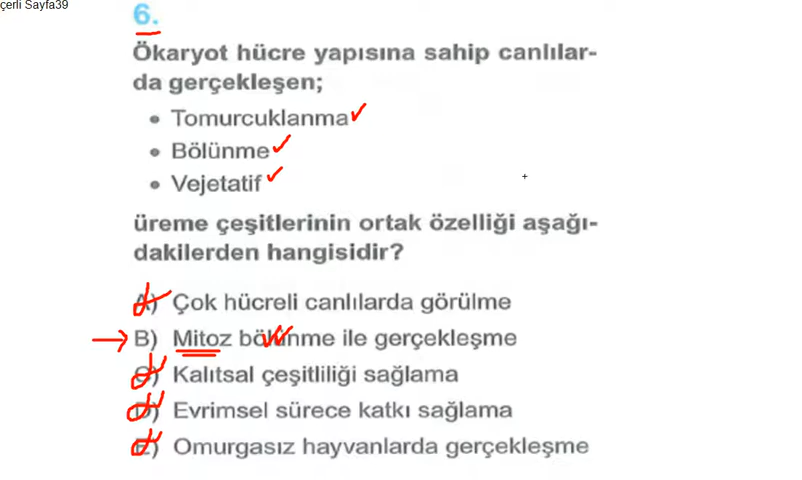 çerli Sayfa39
6.
Ökaryot hücre yapısına sahip canlılar-
da gerçekleşen;
• Tomurcuklanma
• Bölünme
• Vejetatif
üreme çeşitlerinin ortak özelliği aşağı-
dakilerden hangisidir?
A) Çok hücreli canlılarda görülme
B) Mitoz bölünme ile gerçekleşme
C) Kalıtsal çeşitliliği sağlama
D) Evrimsel sürece katkı sağlama
E) Omurgasız hayvanlarda gerçekleşme